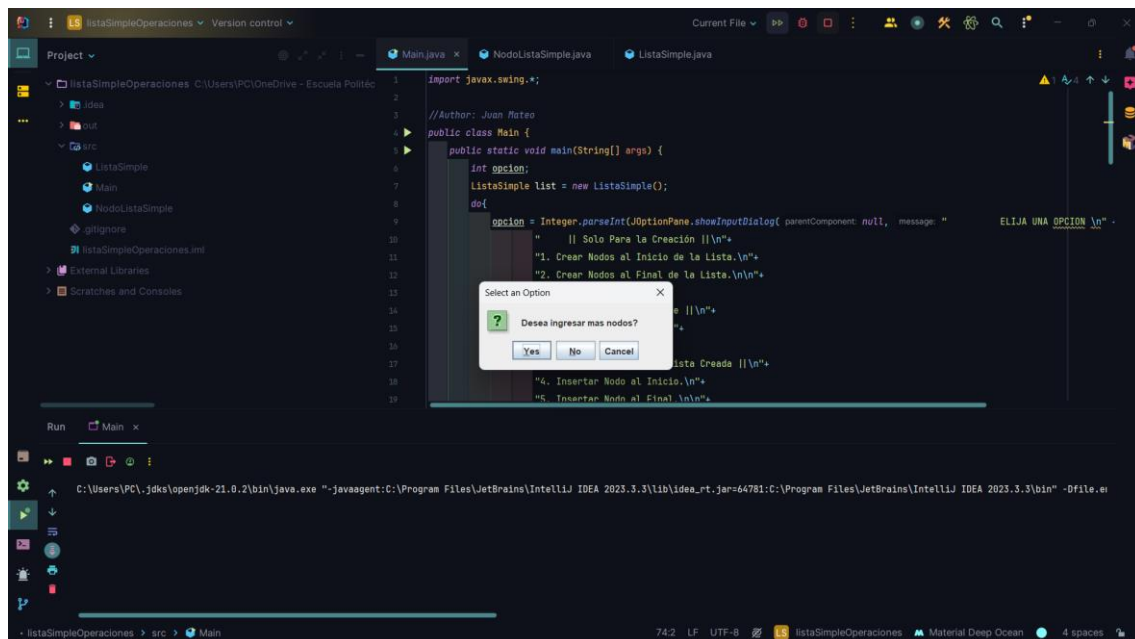 LS listaSimpleOperaciones Version control Current File
Project
Main.java × NodoListaSimple.java ListaSimple.java
listaSimpleOperaciones C:\Users\PC\OneDrive - Escuela Politéc
.idea
out
src
ListaSimple
Main
NodoListaSimple
.gitignore
listaSimpleOperaciones.iml
External Libraries
Scratches and Consoles
1 import javax.swing.*;
2
3 //Author: Juan Mateo
4 public class Main {
5 public static void main(String[] args) {
6 int opcion;
7 ListaSimple list = new ListaSimple();
8 do{
9 opcion = Integer.parseInt(JOptionPane.showInputDialog( parentComponent: null, message: " ELIJA UNA OPCION \n" +
10 " || Solo Para la Creación ||\n"+
11 "1. Crear Nodos al Inicio de la Lista.\n"+
12 "2. Crear Nodos al Final de la Lista.\n\n"+
13
14 e ||\n"+
15 "+
16
17 ista Creada ||\n"+
18 "4. Insertar Nodo al Inicio.\n"+
19 "5. Insertar Nodo al Final.\n\n"+
1 4
Select an Option
? Desea ingresar mas nodos?
Yes No Cancel
Run Main ×
C:\Users\PC\.jdks\openjdk-21.0.2\bin\java.exe "-javaagent:C:\Program Files\JetBrains\IntelliJ IDEA 2023.3.3\lib\idea_rt.jar=64781:C:\Program Files\JetBrains\IntelliJ IDEA 2023.3.3\bin" -Dfile.e
listaSimpleOperaciones > src > Main 74:2 LF UTF-8 LS listaSimpleOperaciones Material Deep Ocean 4 spaces